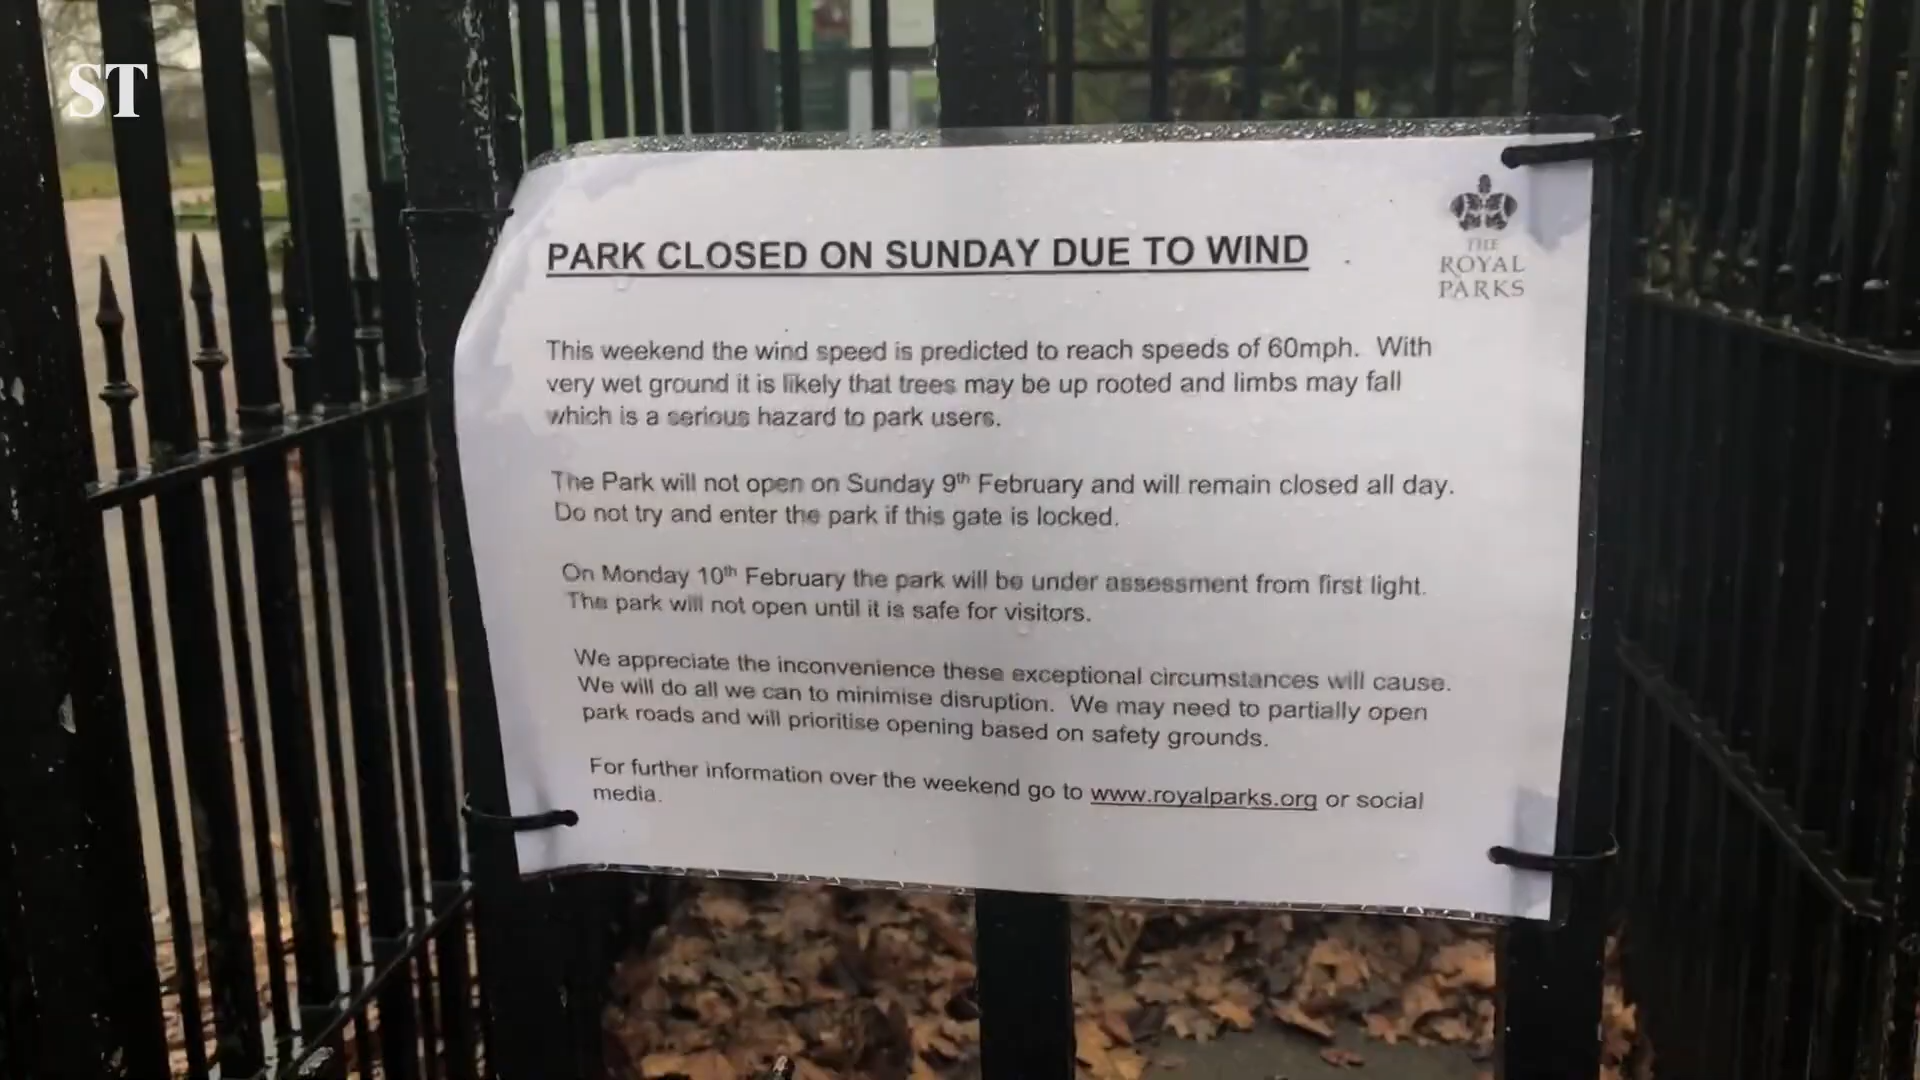 ST
THE
ROYAL
PARKS
PARK CLOSED ON SUNDAY DUE TO WIND
This weekend the wind speed is predicted to reach speeds of 60mph. With
very wet ground it is likely that trees may be up rooted and limbs may fall
which is a serious hazard to park users.
The Park will not open on Sunday 9th February and will remain closed all day.
Do not try and enter the park if this gate is locked.
On Monday 10th February the park will be under assessment from first light.
The park will not open until it is safe for visitors.
We appreciate the inconvenience these exceptional circumstances will cause.
We will do all we can to minimise disruption. We may need to partially open
park roads and will prioritise opening based on safety grounds.
For further information over the weekend go to www.royalparks.org or social
media.